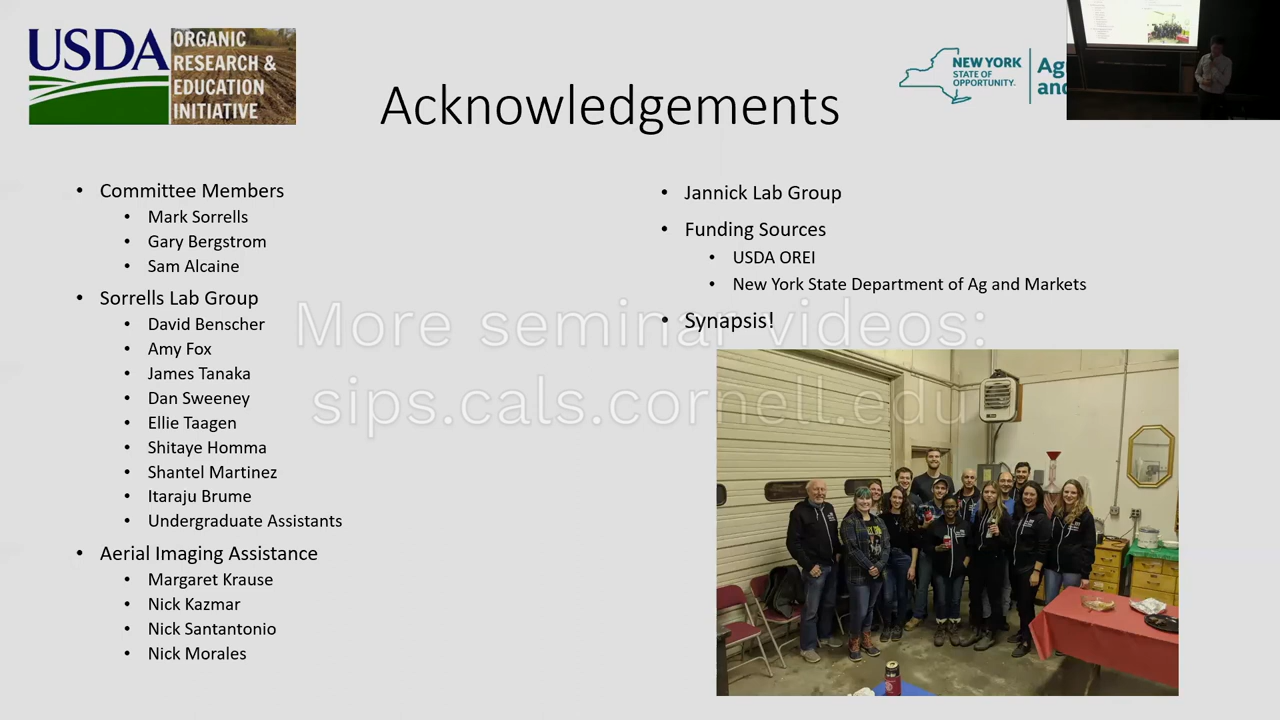 USDA
ORGANIC
RESEARCH &
EDUCATION
INITIATIVE
NEW YORK
STATE OF
OPPORTUNITY.
Acknowledgements
• Committee Members
• Mark Sorrells
• Gary Bergstrom
• Sam Alcaine
• Sorrells Lab Group
• David Benscher
• Amy Fox
• James Tanaka
• Dan Sweeney
• Ellie Taagen
• Shitaye Homma
• Shantel Martinez
• Itaraju Brume
• Undergraduate Assistants
• Aerial Imaging Assistance
• Margaret Krause
• Nick Kazmar
• Nick Santantonio
• Nick Morales
• Jannick Lab Group
• Funding Sources
• USDA OREI
• New York State Department of Ag and Markets
• Synapsis!
More seminar videos:
sips.cals.cornell.edu